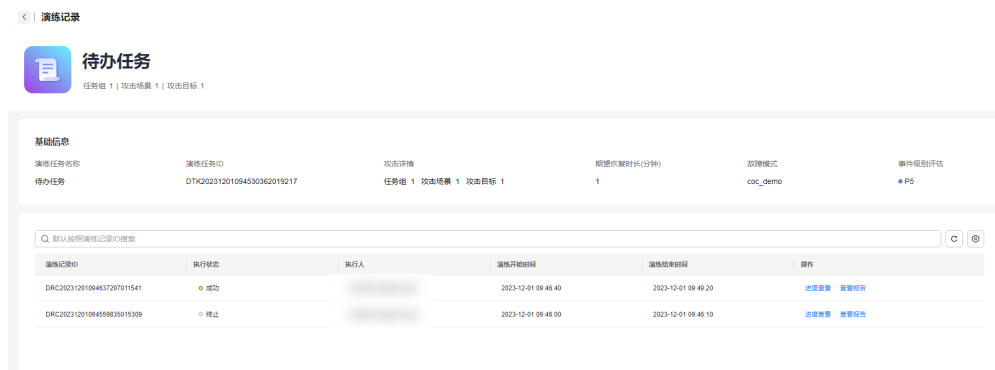 演练记录
待办任务
任务组 1 | 攻击场景 1 | 攻击目标 1
基础信息
演练任务名称 演练任务ID 攻击详情 期望恢复时长(分钟) 故障模式 事件级别评估
待办任务 DTK20231201094530362019217 任务组 1 攻击场景 1 攻击目标 1 1 coc_demo P5
默认按照演练记录ID搜索
演练记录ID 执行状态 执行人 演练开始时间 演练结束时间 操作
DRC20231201094637207011541 成功 2023-12-01 09:46:40 2023-12-01 09:49:20 进度查看 查看报告
DRC20231201094559835015309 终止 2023-12-01 09:46:00 2023-12-01 09:46:10 进度查看 查看报告